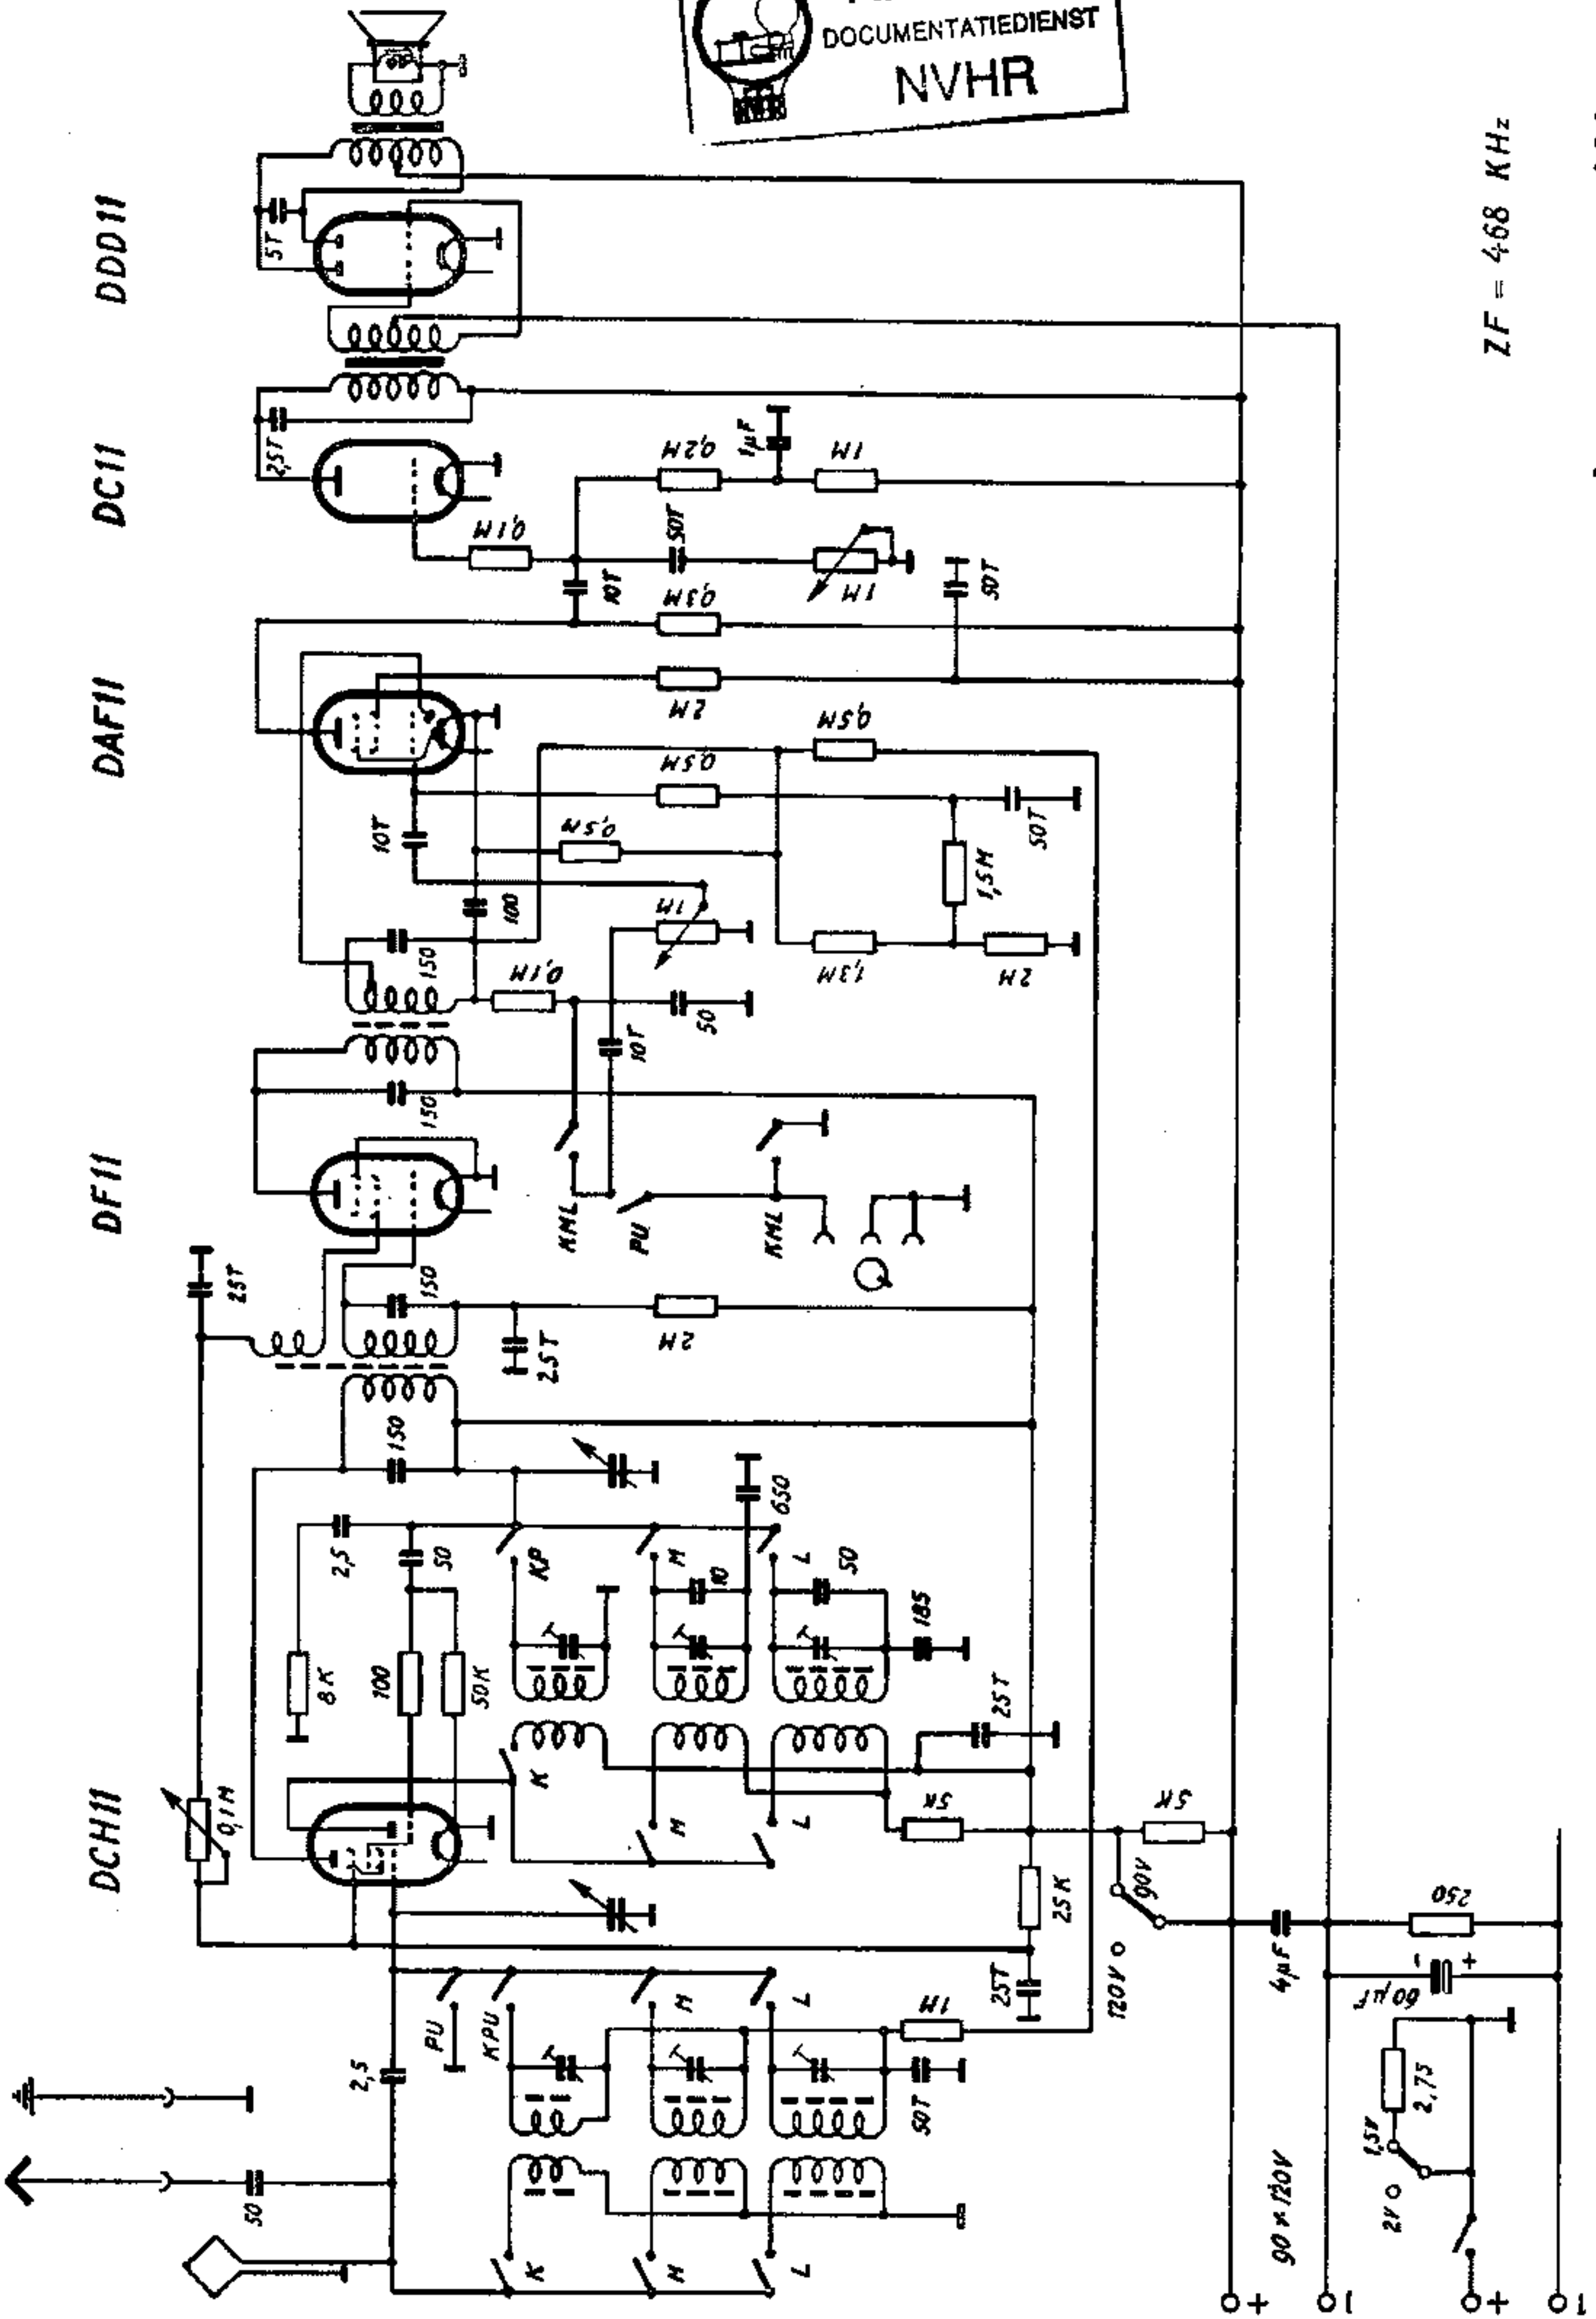 DOCUMENTATIEDIENST
NVHR
DCH11
DF11
DAF11
DC11
DDD11
0,1M
25T
2,5T
5T
8K
2,5
150
150
150
150
10T
100
50K
50
25T
100
0,1M
0,5M
0,1M
10T
50
2,5
PU
KPU
K
KP
KML
PU
10T
50
1M
0,5M
2M
0,3M
50T
0,2M
1µF
K
M
L
M
L
M
L
M
L
10
650
50
185
2M
KML
1,3M
0,5M
1M
1M
50T
1M
5K
25T
2M
1,5M
50T
50T
25T
25K
120V
90V
5K
ZF = 468 KHz
90 v 120V
4µF
60µF
-
+
250
2V
1,5V
2,75
+
-
+
-